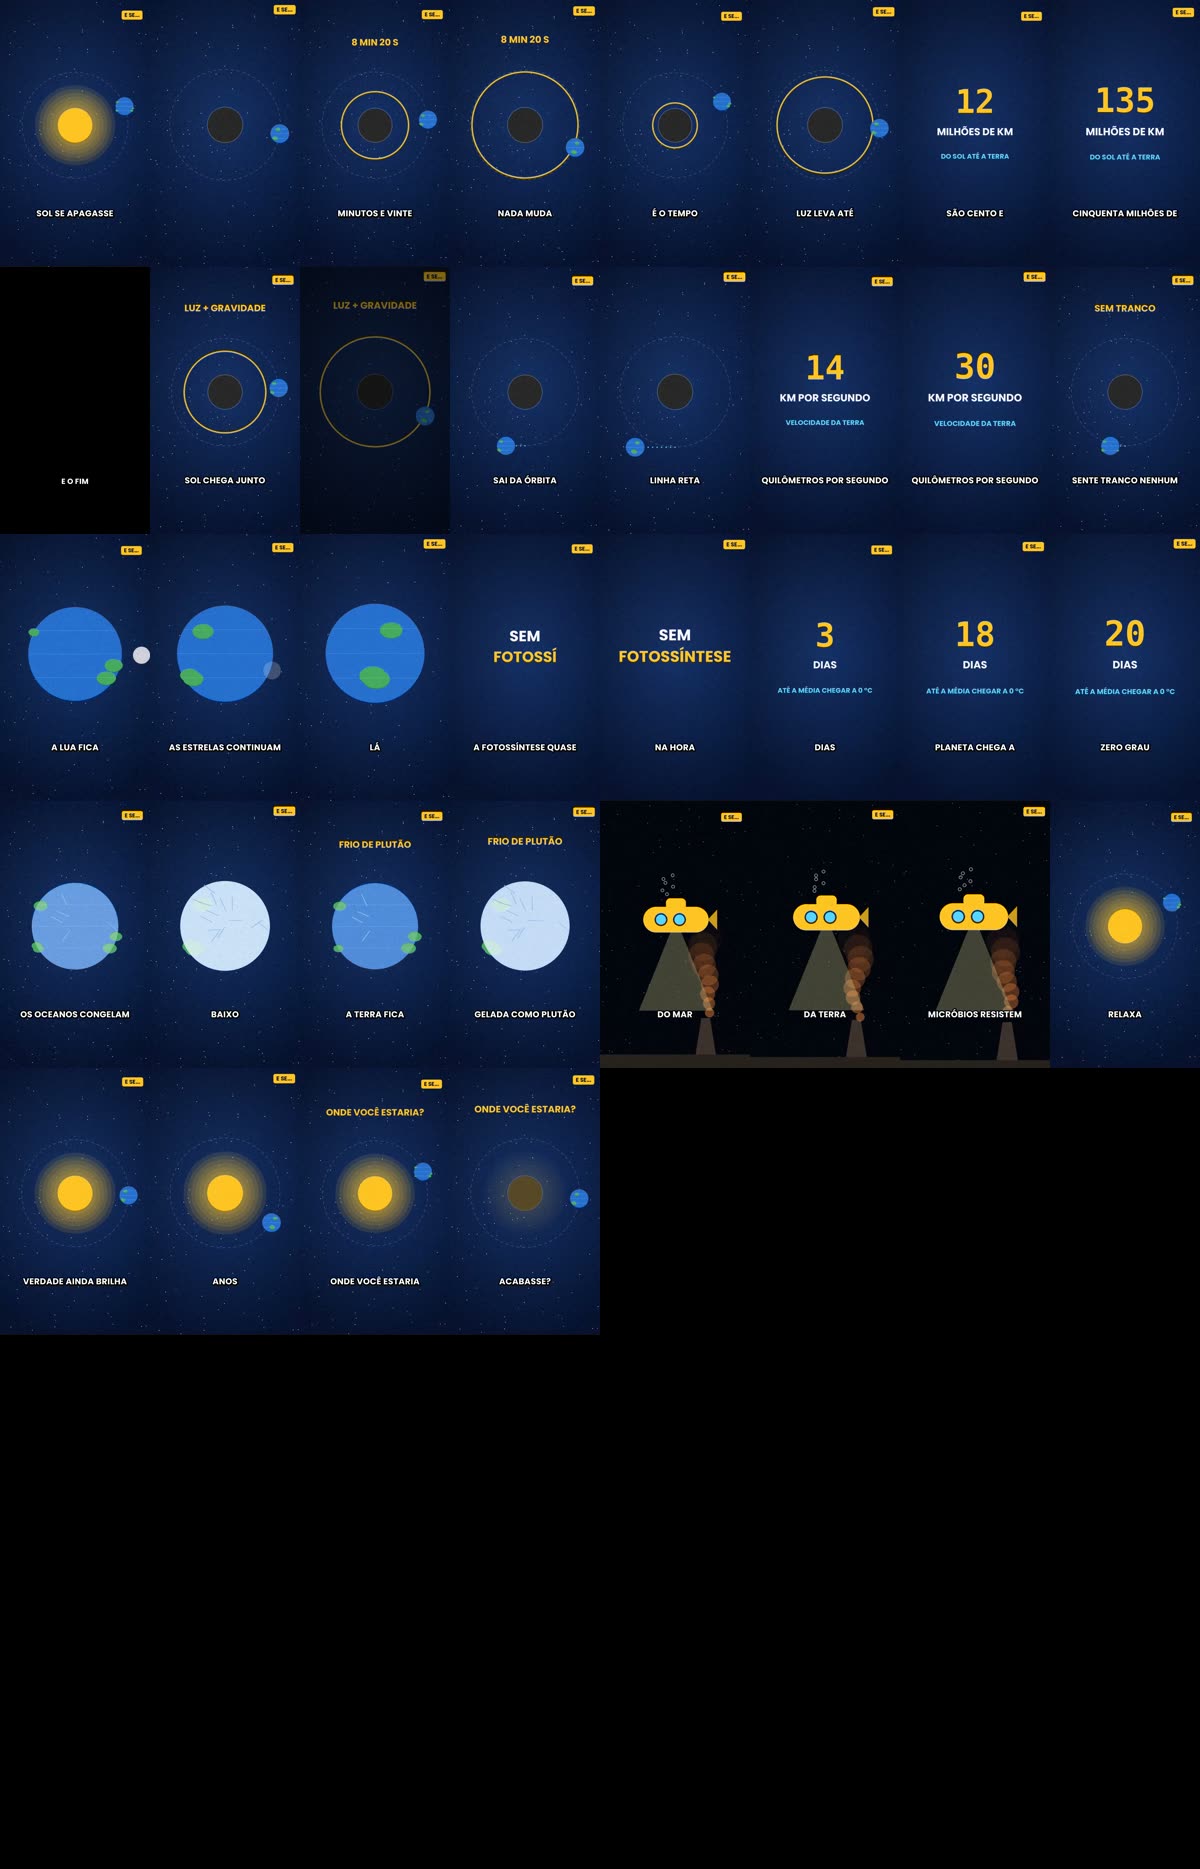 E SE...
SOL SE APAGASSE
E SE...
E SE...
8 MIN 20 S
MINUTOS E VINTE
E SE...
8 MIN 20 S
NADA MUDA
E SE...
É O TEMPO
E SE...
LUZ LEVA ATÉ
E SE...
12
MILHÕES DE KM
DO SOL ATÉ A TERRA
SÃO CENTO E
E SE...
135
MILHÕES DE KM
DO SOL ATÉ A TERRA
CINQUENTA MILHÕES DE
E O FIM
E SE...
LUZ + GRAVIDADE
SOL CHEGA JUNTO
E SE...
LUZ + GRAVIDADE
E SE...
SAI DA ÓRBITA
E SE...
LINHA RETA
E SE...
14
KM POR SEGUNDO
VELOCIDADE DA TERRA
QUILÔMETROS POR SEGUNDO
E SE...
30
KM POR SEGUNDO
VELOCIDADE DA TERRA
QUILÔMETROS POR SEGUNDO
E SE...
SEM TRANCO
SENTE TRANCO NENHUM
E SE...
A LUA FICA
E SE...
AS ESTRELAS CONTINUAM
E SE...
LÁ
E SE...
SEM
FOTOSSÍ
A FOTOSSÍNTESE QUASE
E SE...
SEM
FOTOSSÍNTESE
NA HORA
E SE...
3
DIAS
ATÉ A MÉDIA CHEGAR A 0 °C
DIAS
E SE...
18
DIAS
ATÉ A MÉDIA CHEGAR A 0 °C
PLANETA CHEGA A
E SE...
20
DIAS
ATÉ A MÉDIA CHEGAR A 0 °C
ZERO GRAU
E SE...
OS OCEANOS CONGELAM
E SE...
BAIXO
E SE...
FRIO DE PLUTÃO
A TERRA FICA
E SE...
FRIO DE PLUTÃO
GELADA COMO PLUTÃO
E SE...
DO MAR
E SE...
DA TERRA
E SE...
MICRÓBIOS RESISTEM
E SE...
RELAXA
E SE...
VERDADE AINDA BRILHA
E SE...
ANOS
E SE...
ONDE VOCÊ ESTARIA?
ONDE VOCÊ ESTARIA
E SE...
ONDE VOCÊ ESTARIA?
ACABASSE?